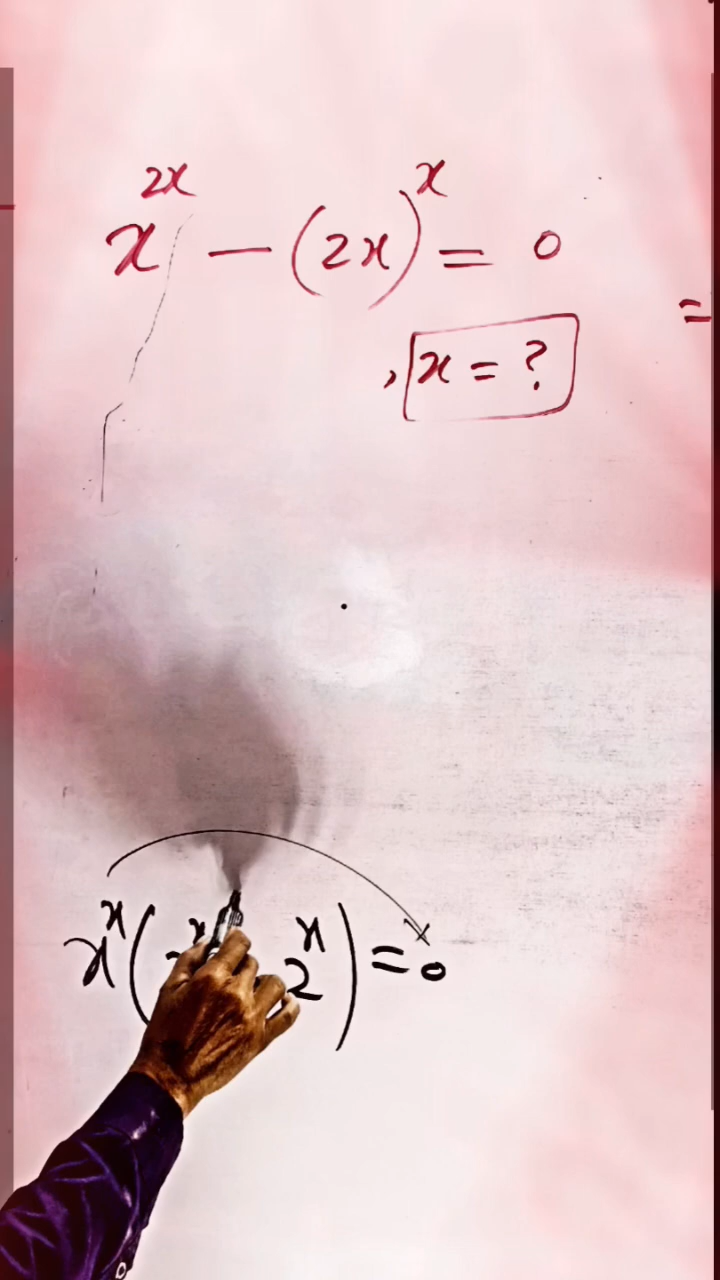 x^{2x} - (2x)^x = 0
=
, x = ?
x^x ( x^x 2^x ) = 0